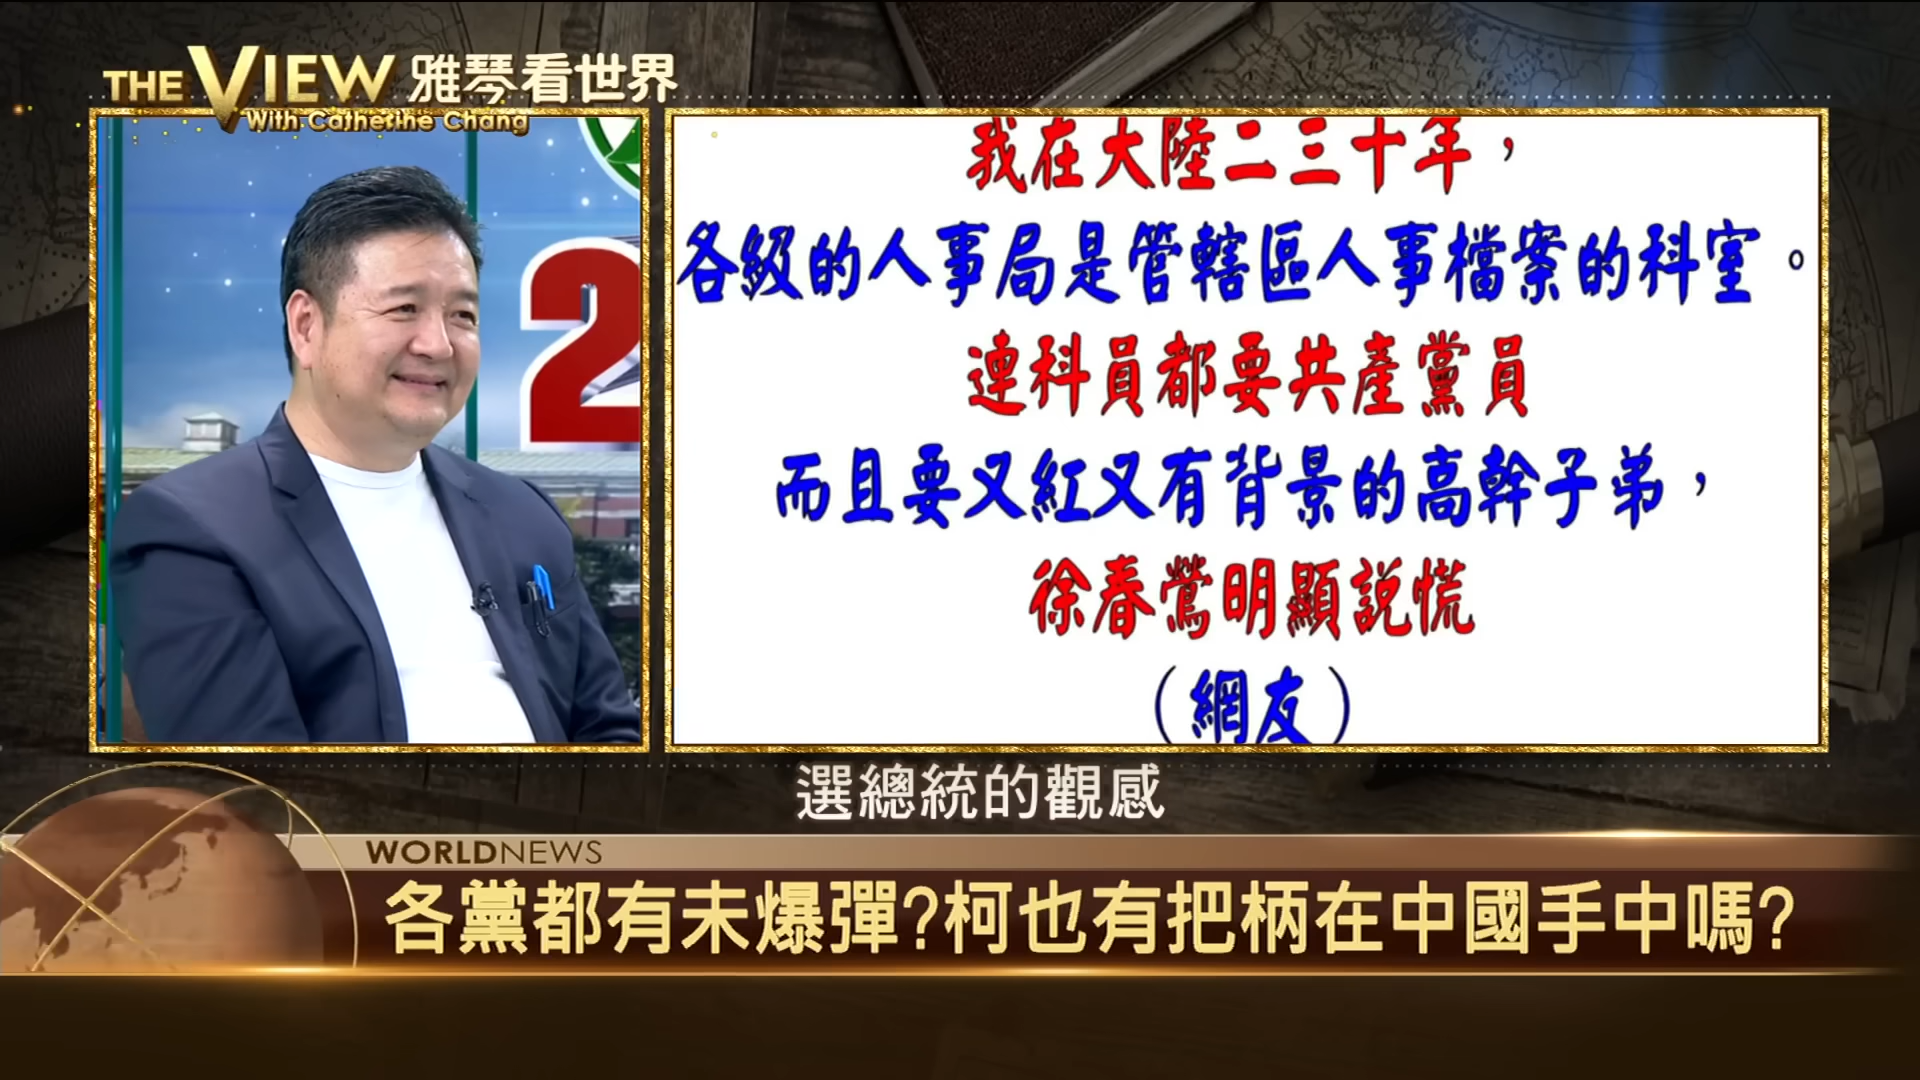 THE VIEW 雅琴看世界
With Catherine Chang
2
我在大陸二三十年，
各級的人事局是管轄區人事檔案的科室。
連科員都要共產黨員
而且要又紅又有背景的高幹子弟，
徐春鶯明顯說慌
（網友）
選總統的觀感
WORLDNEWS
各黨都有未爆彈?柯也有把柄在中國手中嗎?